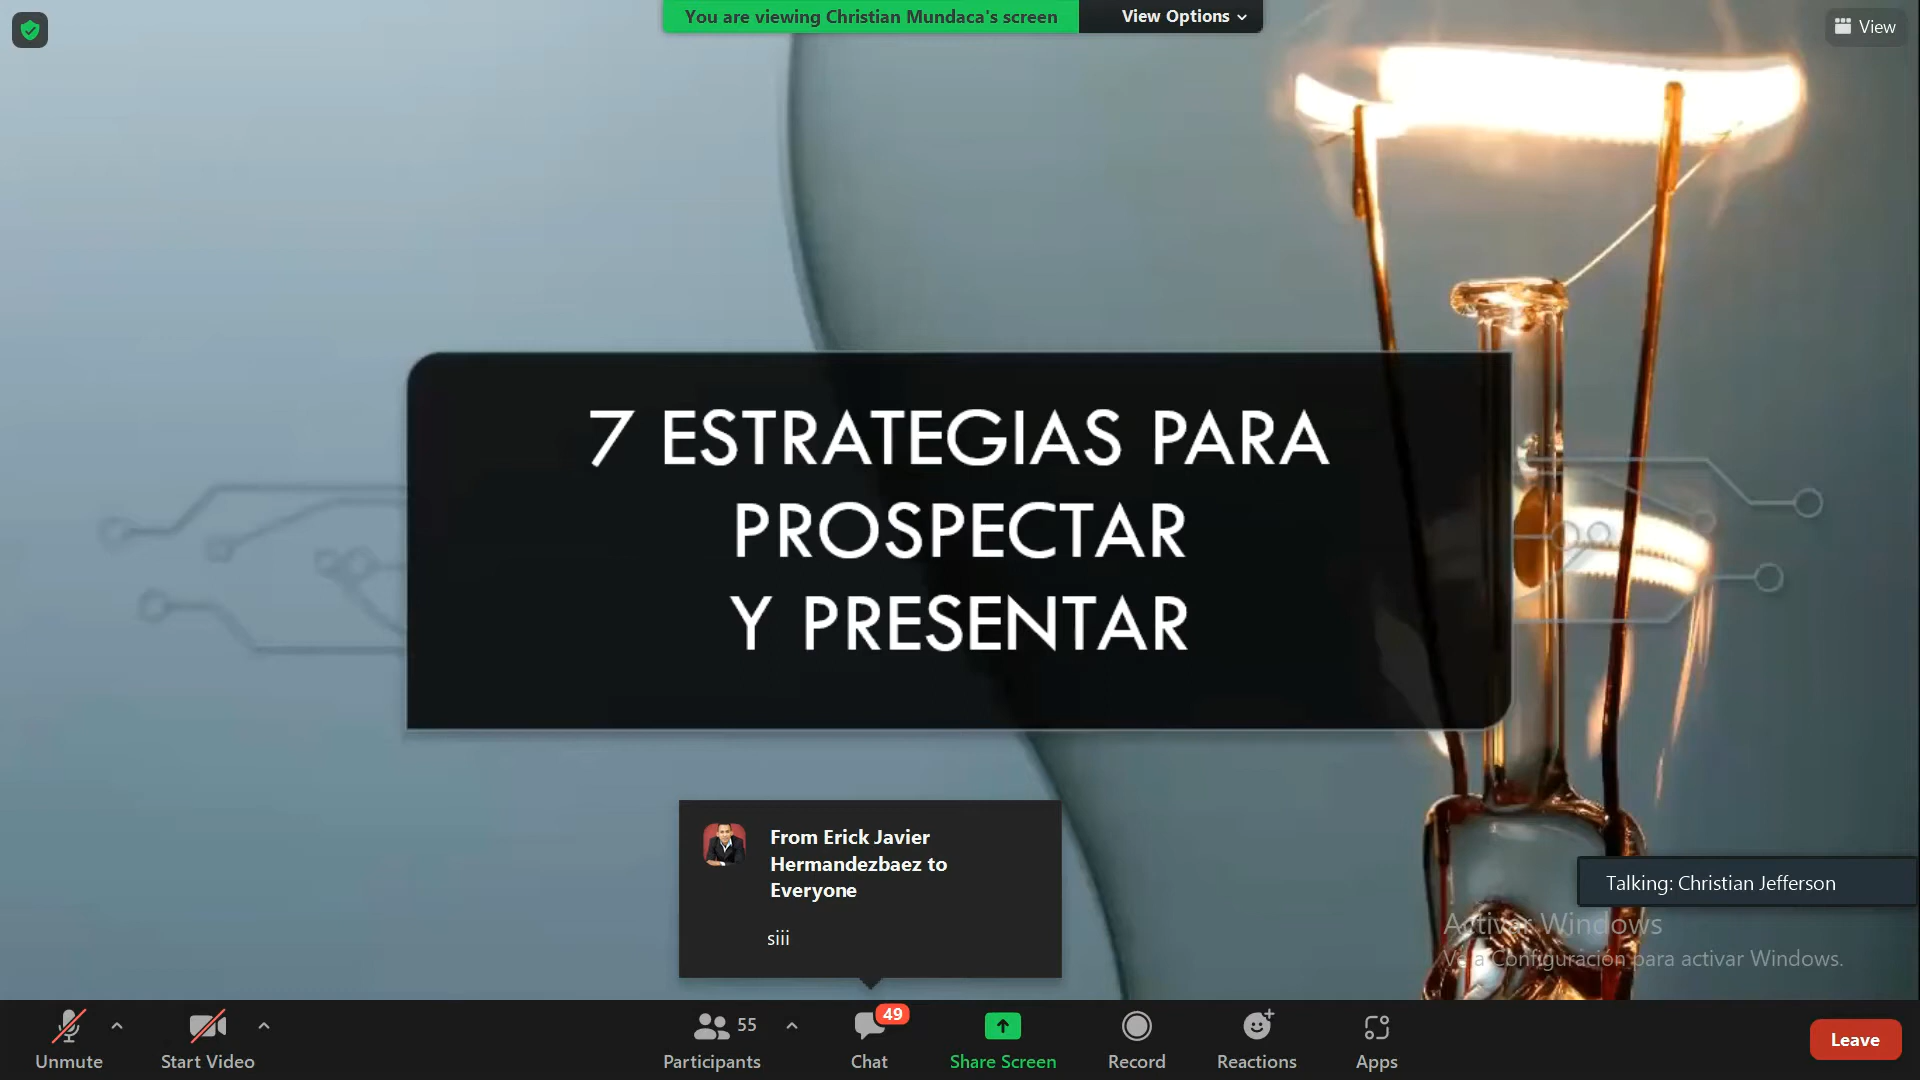 You are viewing Christian Mundaca's screen
View Options
View
7 ESTRATEGIAS PARA
PROSPECTAR
Y PRESENTAR
From Erick Javier
Hermandezbaez to
Everyone
siii
Talking: Christian Jefferson
Activar Windows
Ve a Configuración para activar Windows.
Unmute
Start Video
55
Participants
49
Chat
Share Screen
Record
Reactions
Apps
Leave